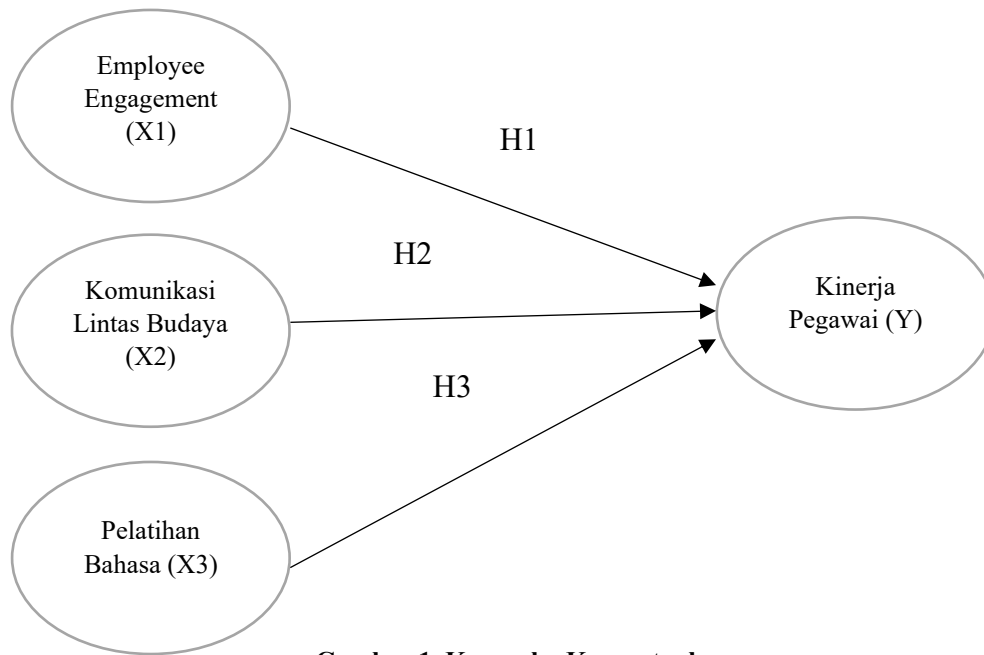 Employee
Engagement
(X1)
H1
H2
Komunikasi
Lintas Budaya
(X2)
Kinerja
Pegawai (Y)
H3
Pelatihan
Bahasa (X3)